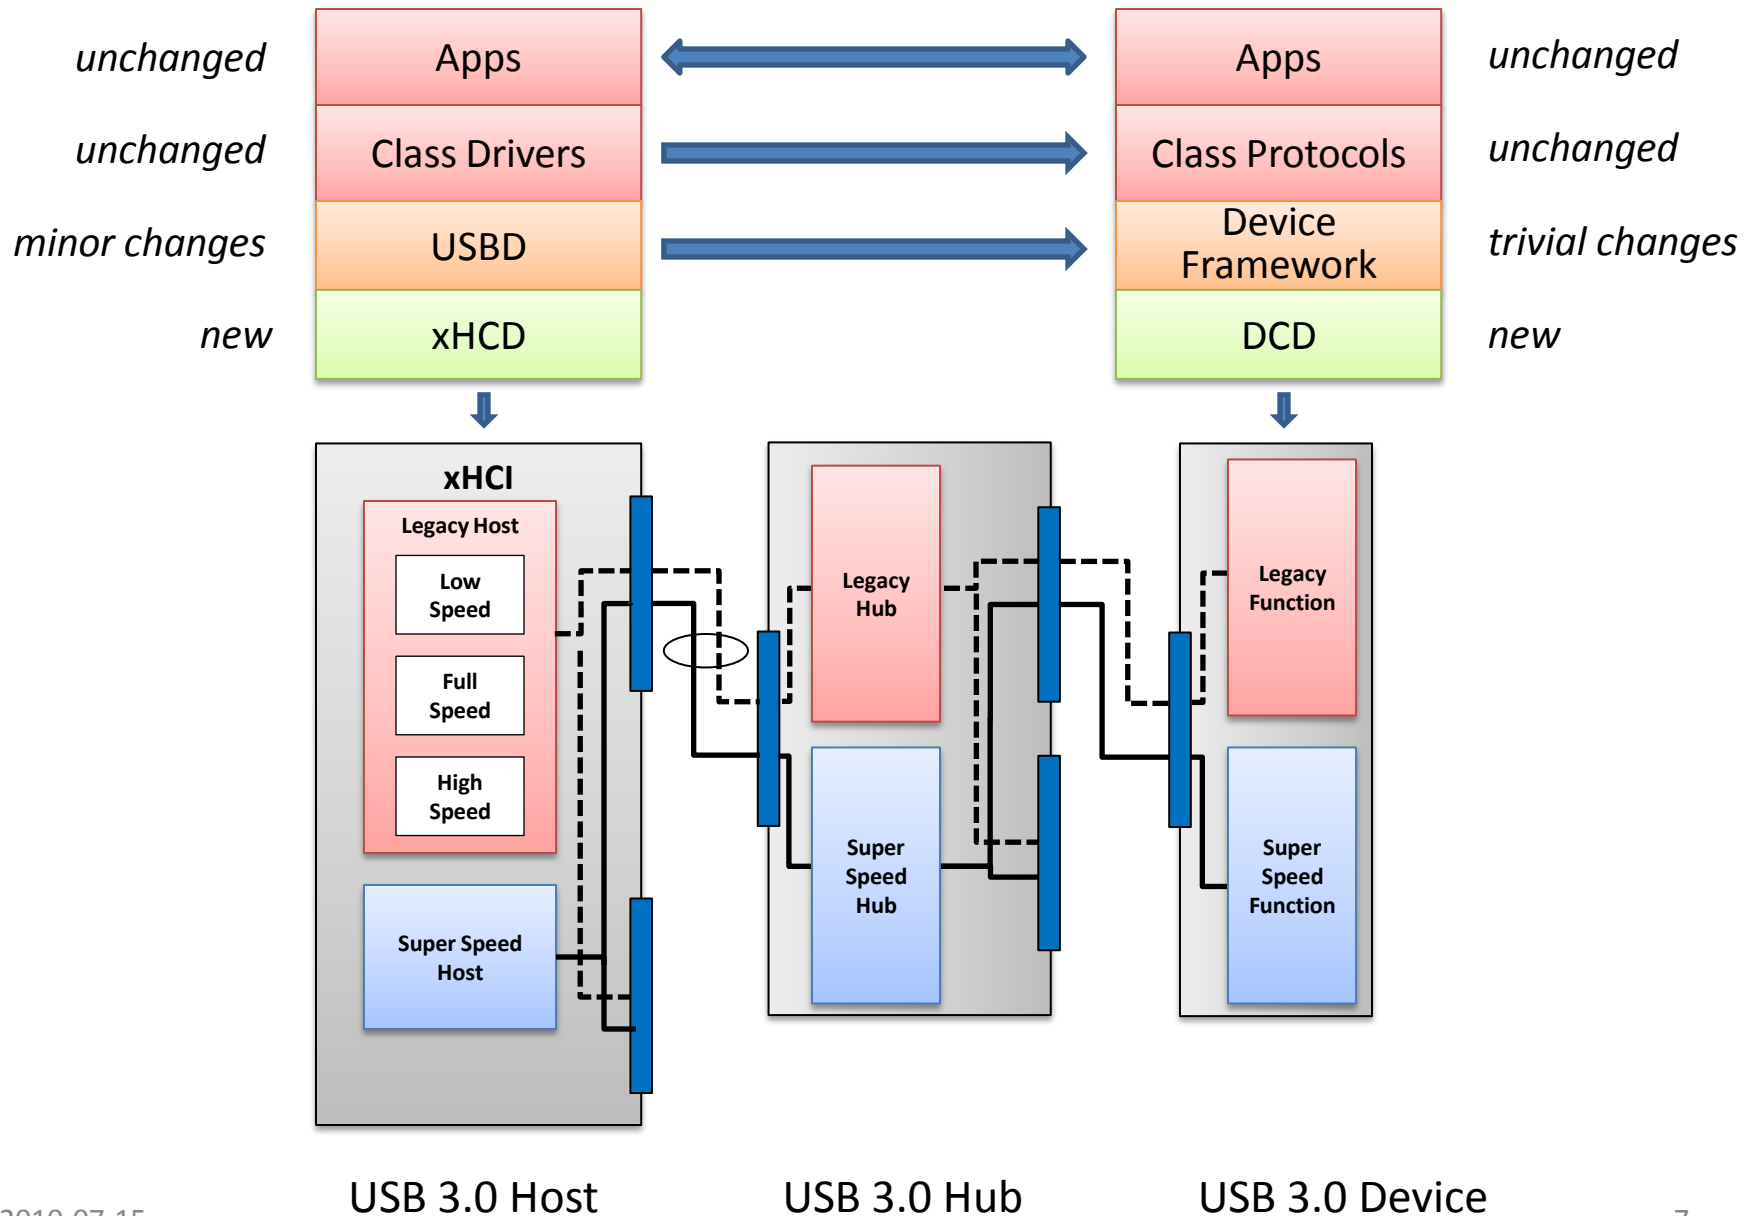 unchanged
Apps
Apps
unchanged
unchanged
Class Drivers
Class Protocols
unchanged
minor changes
USBD
Device
Framework
trivial changes
new
xHCD
DCD
new
xHCI
Legacy Host
Low
Speed
Full
Speed
High
Speed
Super Speed
Host
Legacy
Hub
Super
Speed
Hub
Legacy
Function
Super
Speed
Function
USB 3.0 Host
USB 3.0 Hub
USB 3.0 Device